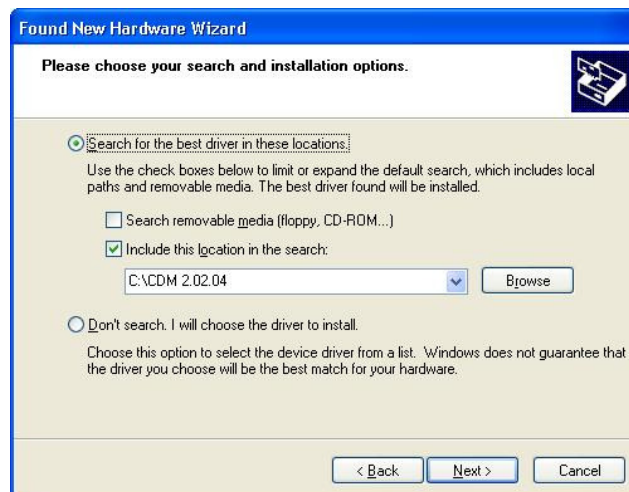 Found New Hardware Wizard
Please choose your search and installation options.
Search for the best driver in these locations.
Use the check boxes below to limit or expand the default search, which includes local
paths and removable media. The best driver found will be installed.
Search removable media (floppy, CD-ROM...)
Include this location in the search:
C:\CDM 2.02.04
Browse
Don't search. I will choose the driver to install.
Choose this option to select the device driver from a list. Windows does not guarantee that
the driver you choose will be the best match for your hardware.
< Back
Next >
Cancel